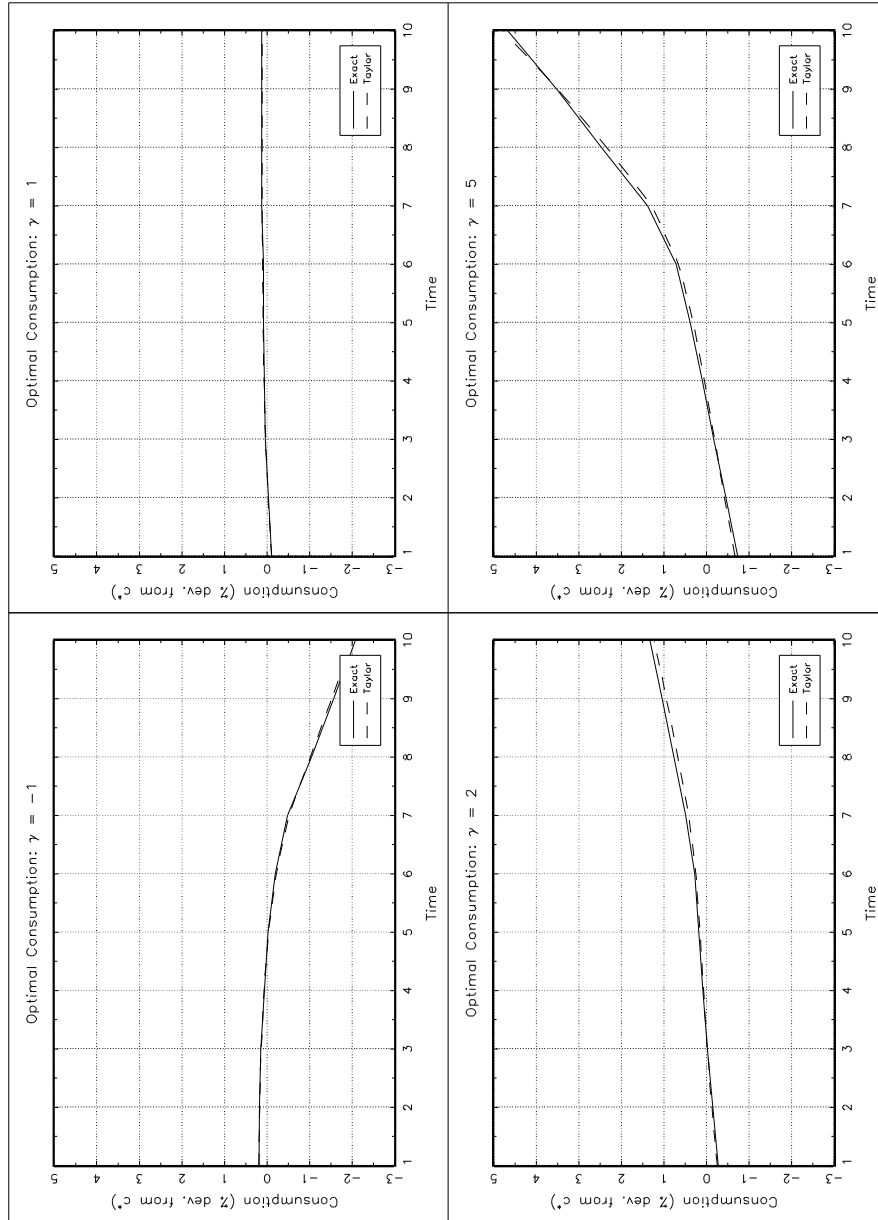 Optimal Consumption: γ = −1
Consumption (% dev. from c*)
5
4
3
2
1
0
−1
−2
−3
Exact
Taylor
1 2 3 4 5 6 7 8 9 10
Time
Optimal Consumption: γ = 1
Consumption (% dev. from c*)
5
4
3
2
1
0
−1
−2
−3
Exact
Taylor
1 2 3 4 5 6 7 8 9 10
Time
Optimal Consumption: γ = 2
Consumption (% dev. from c*)
5
4
3
2
1
0
−1
−2
−3
Exact
Taylor
1 2 3 4 5 6 7 8 9 10
Time
Optimal Consumption: γ = 5
Consumption (% dev. from c*)
5
4
3
2
1
0
−1
−2
−3
Exact
Taylor
1 2 3 4 5 6 7 8 9 10
Time